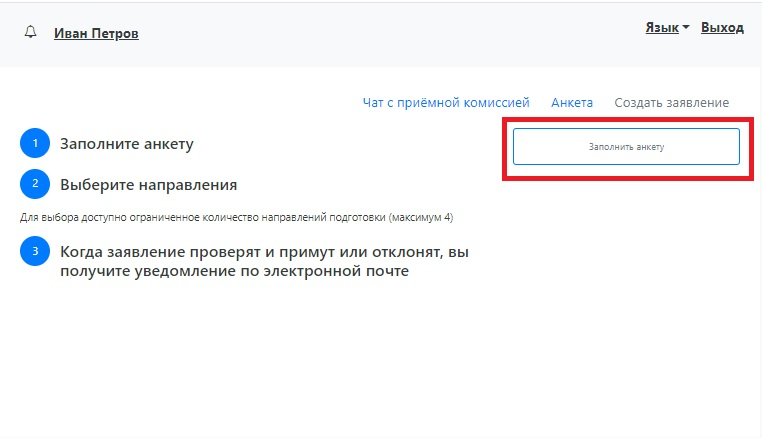 Иван Петров
Язык Выход
Чат с приёмной комиссией Анкета Создать заявление
1 Заполните анкету
Заполнить анкету
2 Выберите направления
Для выбора доступно ограниченное количество направлений подготовки (максимум 4)
3 Когда заявление проверят и примут или отклонят, вы
получите уведомление по электронной почте